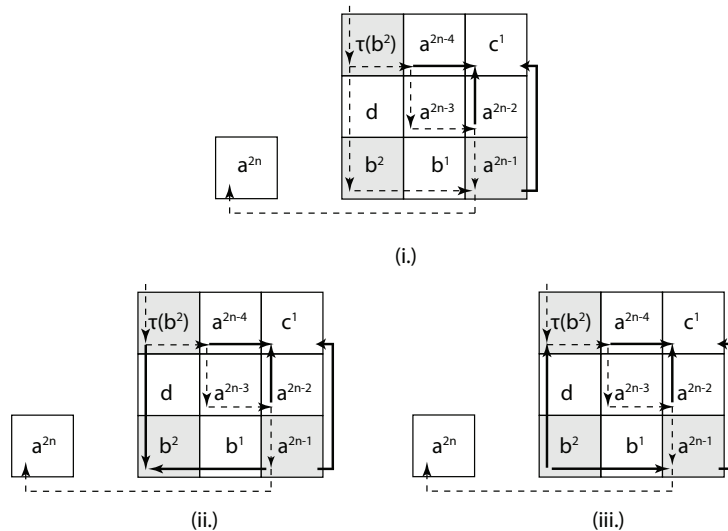 τ(b²) a²ⁿ⁻⁴ c¹
d a²ⁿ⁻³ a²ⁿ⁻²
a²ⁿ b² b¹ a²ⁿ⁻¹
(i.)
τ(b²) a²ⁿ⁻⁴ c¹
d a²ⁿ⁻³ a²ⁿ⁻²
a²ⁿ b² b¹ a²ⁿ⁻¹
(ii.)
τ(b²) a²ⁿ⁻⁴ c¹
d a²ⁿ⁻³ a²ⁿ⁻²
a²ⁿ b² b¹ a²ⁿ⁻¹
(iii.)